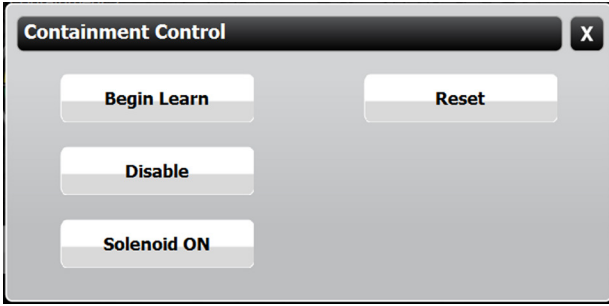 Containment Control
X
Begin Learn
Reset
Disable
Solenoid ON